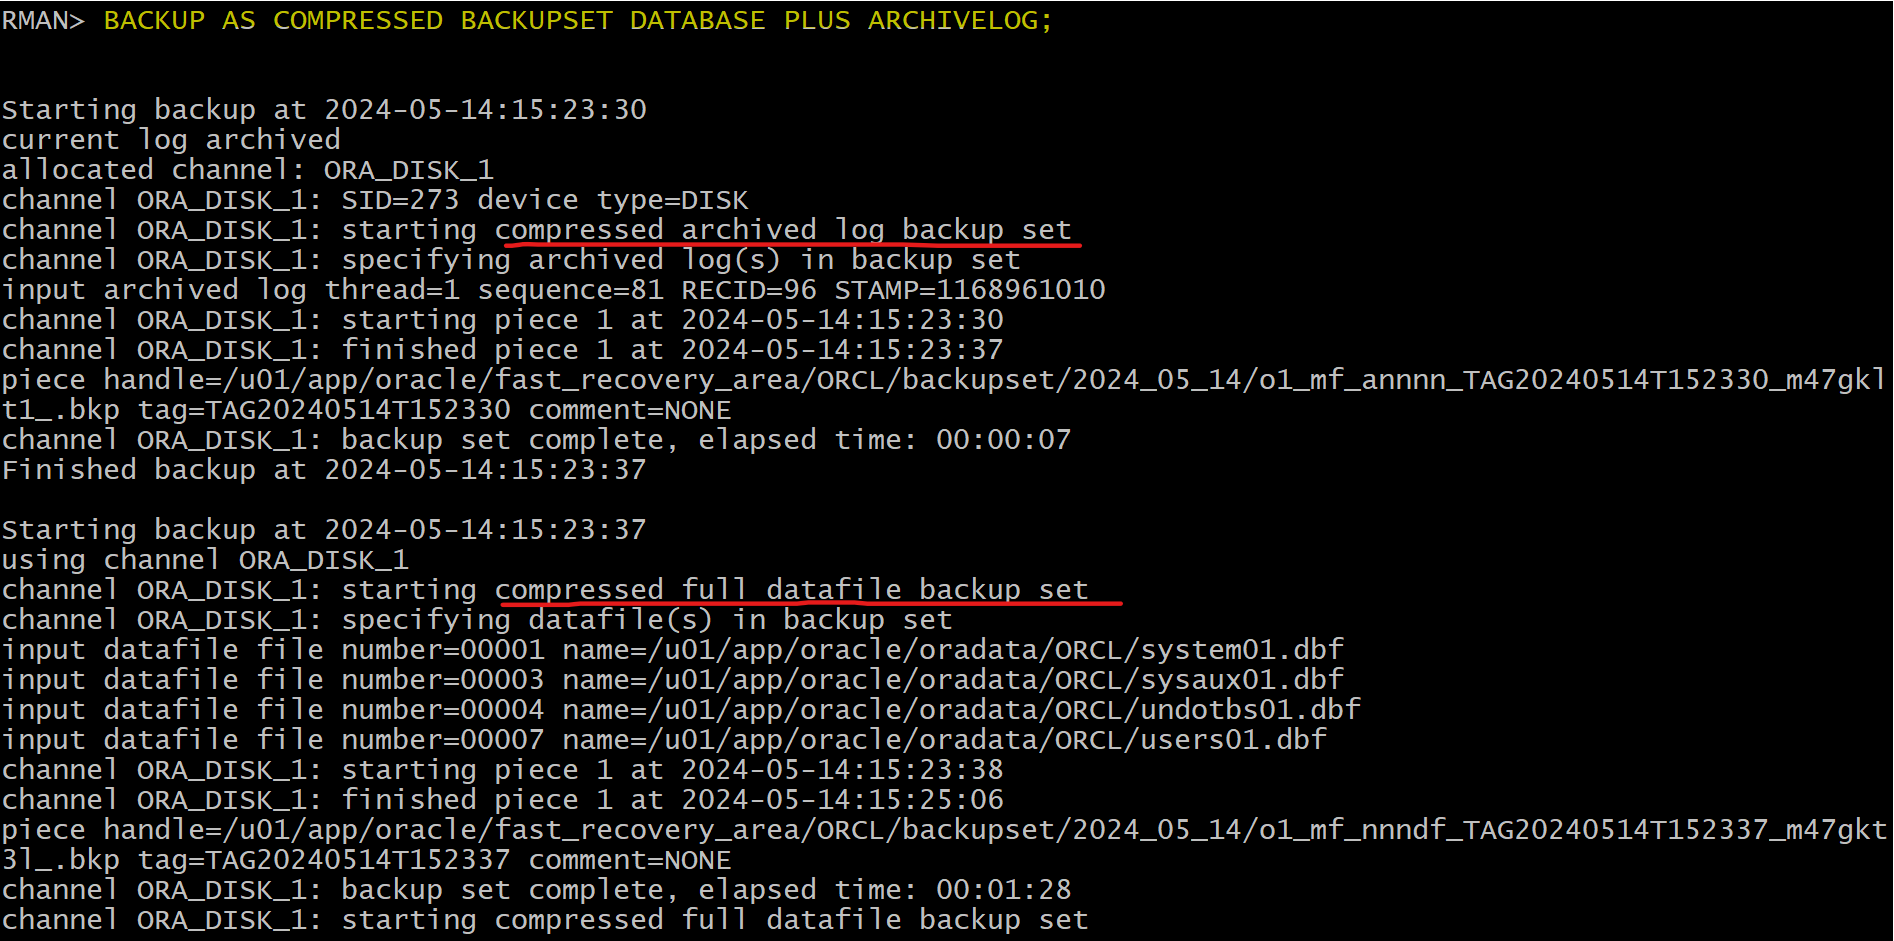 RMAN> BACKUP AS COMPRESSED BACKUPSET DATABASE PLUS ARCHIVELOG;
Starting backup at 2024-05-14:15:23:30
current log archived
allocated channel: ORA_DISK_1
channel ORA_DISK_1: SID=273 device type=DISK
channel ORA_DISK_1: starting compressed archived log backup set
channel ORA_DISK_1: specifying archived log(s) in backup set
input archived log thread=1 sequence=81 RECID=96 STAMP=1168961010
channel ORA_DISK_1: starting piece 1 at 2024-05-14:15:23:30
channel ORA_DISK_1: finished piece 1 at 2024-05-14:15:23:37
piece handle=/u01/app/oracle/fast_recovery_area/ORCL/backupset/2024_05_14/o1_mf_annnn_TAG20240514T152330_m47gkl
t1_.bkp tag=TAG20240514T152330 comment=NONE
channel ORA_DISK_1: backup set complete, elapsed time: 00:00:07
Finished backup at 2024-05-14:15:23:37
Starting backup at 2024-05-14:15:23:37
using channel ORA_DISK_1
channel ORA_DISK_1: starting compressed full datafile backup set
channel ORA_DISK_1: specifying datafile(s) in backup set
input datafile file number=00001 name=/u01/app/oracle/oradata/ORCL/system01.dbf
input datafile file number=00003 name=/u01/app/oracle/oradata/ORCL/sysaux01.dbf
input datafile file number=00004 name=/u01/app/oracle/oradata/ORCL/undotbs01.dbf
input datafile file number=00007 name=/u01/app/oracle/oradata/ORCL/users01.dbf
channel ORA_DISK_1: starting piece 1 at 2024-05-14:15:23:38
channel ORA_DISK_1: finished piece 1 at 2024-05-14:15:25:06
piece handle=/u01/app/oracle/fast_recovery_area/ORCL/backupset/2024_05_14/o1_mf_nnndf_TAG20240514T152337_m47gkt
3l_.bkp tag=TAG20240514T152337 comment=NONE
channel ORA_DISK_1: backup set complete, elapsed time: 00:01:28
channel ORA_DISK_1: starting compressed full datafile backup set